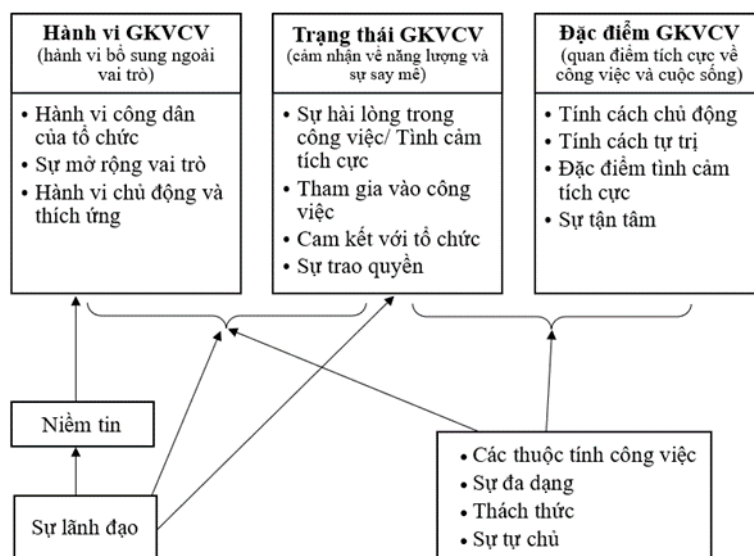 Hành vi GKVCV
(hành vi bổ sung ngoài
vai trò)
• Hành vi công dân
của tổ chức
• Sự mở rộng vai trò
• Hành vi chủ động và
thích ứng
Trạng thái GKVCV
(cảm nhận về năng lượng và
sự say mê)
• Sự hài lòng trong
công việc/ Tình cảm
tích cực
• Tham gia vào công
việc
• Cam kết với tổ chức
• Sự trao quyền
Đặc điểm GKVCV
(quan điểm tích cực về
công việc và cuộc sống)
• Tính cách chủ động
• Tính cách tự trị
• Đặc điểm tình cảm
tích cực
• Sự tận tâm
Niềm tin
Sự lãnh đạo
• Các thuộc tính công việc
• Sự đa dạng
• Thách thức
• Sự tự chủ